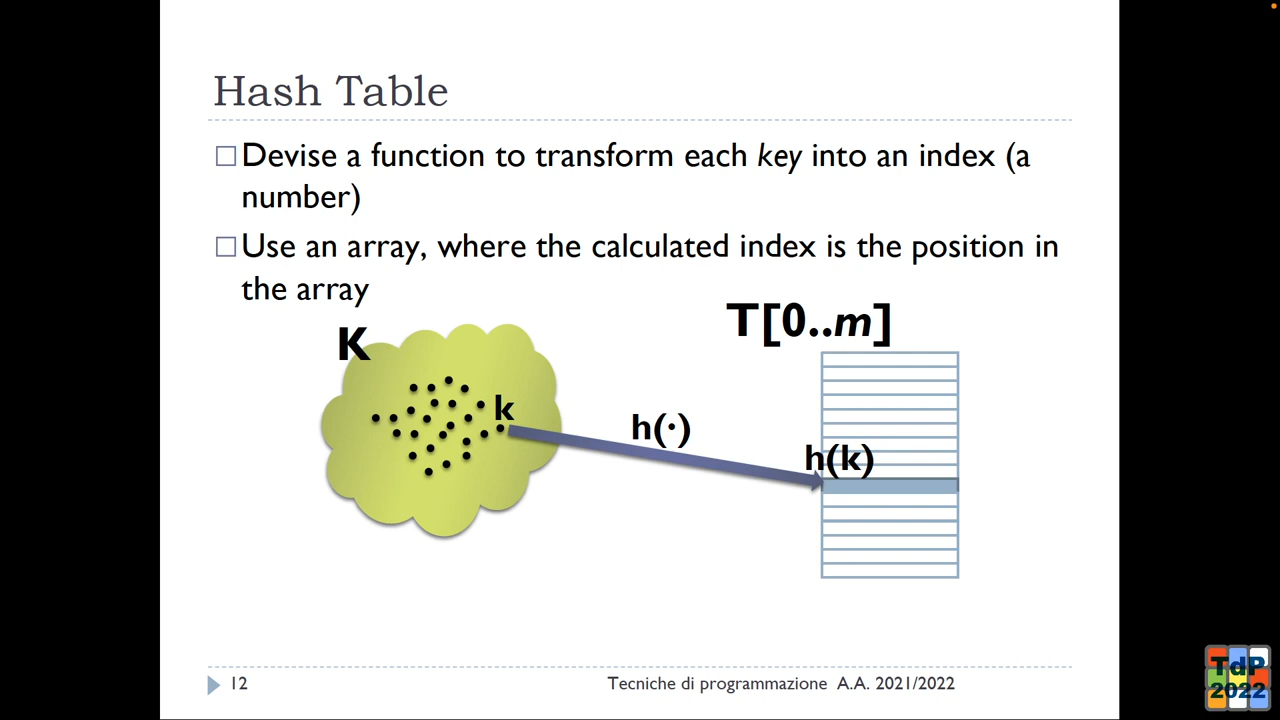 Hash Table
Devise a function to transform each key into an index (a
number)
Use an array, where the calculated index is the position in
the array
T[0..m]
K
k
h(·)
h(k)
12
Tecniche di programmazione A.A. 2021/2022
TdP
2022